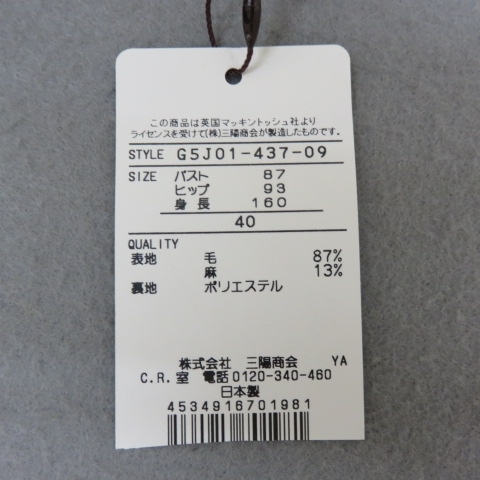 この商品は英国マッキントッシュ社より
ライセンスを受けて(株)三陽商会が製造したものです。
STYLE G5J01-437-09
SIZE バスト 87
ヒップ 93
身長 160
40
QUALITY
表地 毛 87%
麻 13%
裏地 ポリエステル
株式会社 三陽商会 YA
C.R.室 電話0120-340-460
日本製
4534916701981